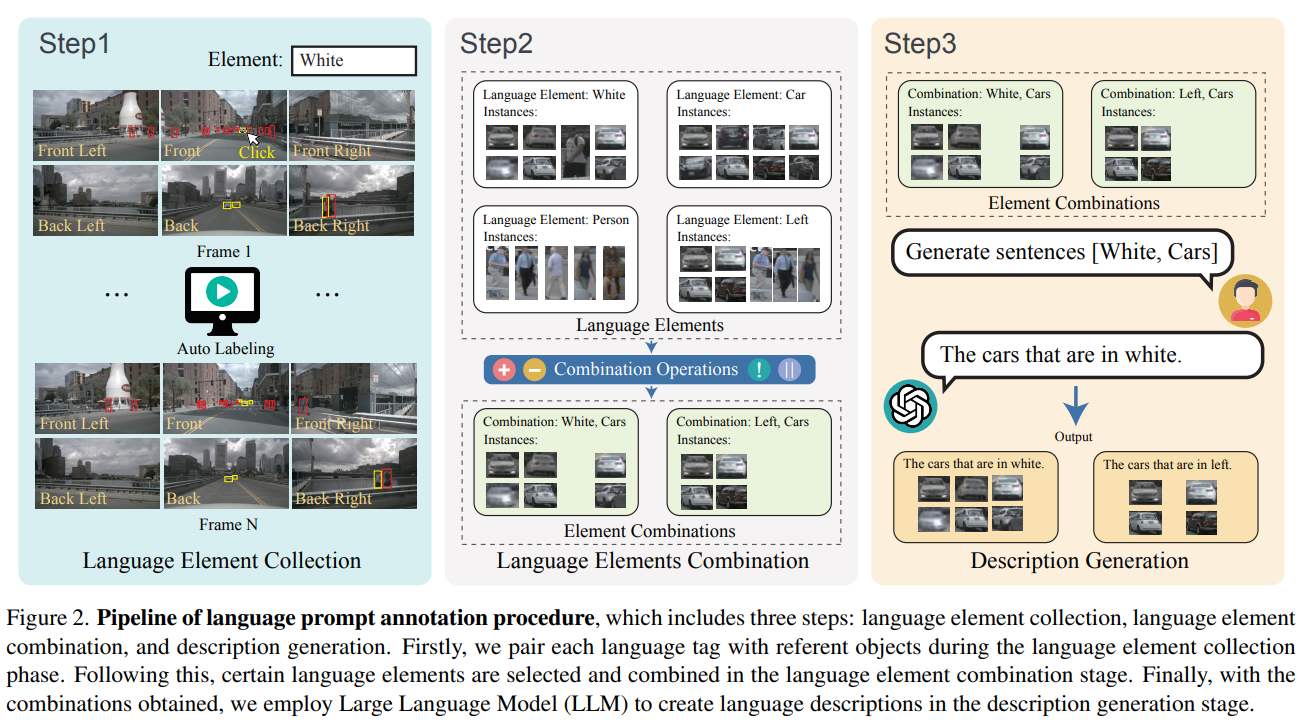 Step1
Element: White
Front Left
Front
Click
Front Right
Back Left
Back
Back Right
Frame 1
... ...
Auto Labeling
Front Left
Front
Front Right
Back Left
Back
Back Right
Frame N
Language Element Collection
Step2
Language Element: White
Instances:
Language Element: Car
Instances:
Language Element: Person
Instances:
Language Element: Left
Instances:
Language Elements
+ − Combination Operations ! ||
Combination: White, Cars
Instances:
Combination: Left, Cars
Instances:
Element Combinations
Language Elements Combination
Step3
Combination: White, Cars
Instances:
Combination: Left, Cars
Instances:
Element Combinations
Generate sentences [White, Cars]
The cars that are in white.
Output
The cars that are in white.
The cars that are in left.
Description Generation
Figure 2. Pipeline of language prompt annotation procedure, which includes three steps: language element collection, language element
combination, and description generation. Firstly, we pair each language tag with referent objects during the language element collection
phase. Following this, certain language elements are selected and combined in the language element combination stage. Finally, with the
combinations obtained, we employ Large Language Model (LLM) to create language descriptions in the description generation stage.